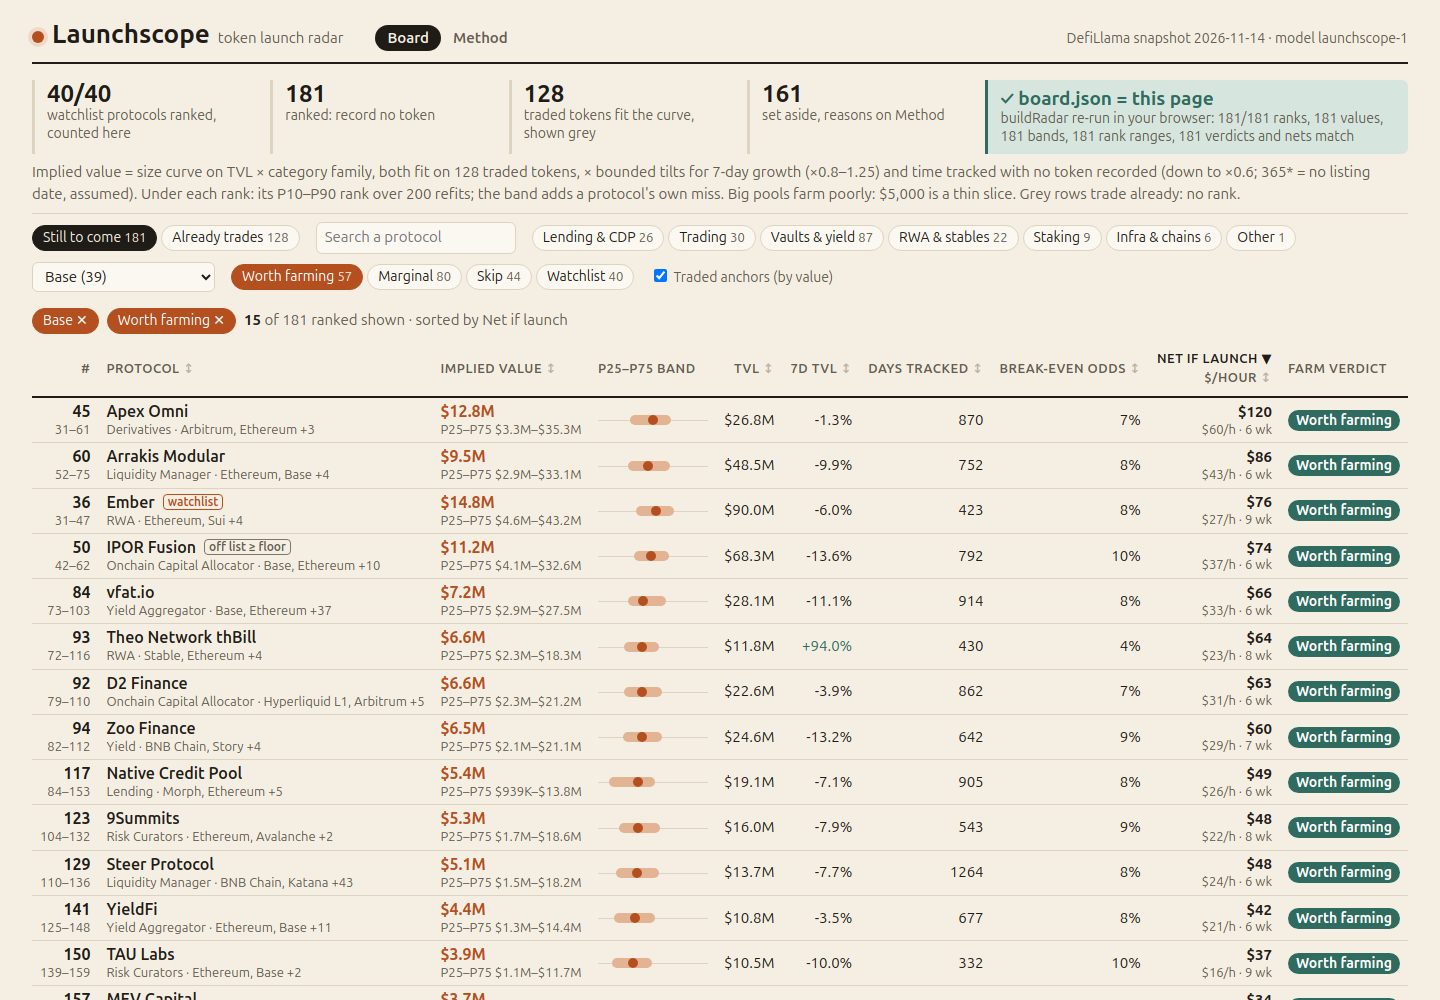 Launchscope token launch radar Board Method DefiLlama snapshot 2026-11-14 · model launchscope-1
40/40
watchlist protocols ranked,
counted here
181
ranked: record no token
128
traded tokens fit the curve,
shown grey
161
set aside, reasons on Method
✓ board.json = this page
buildRadar re-run in your browser: 181/181 ranks, 181 values,
181 bands, 181 rank ranges, 181 verdicts and nets match
Implied value = size curve on TVL × category family, both fit on 128 traded tokens, × bounded tilts for 7-day growth (×0.8–1.25) and time tracked with no token recorded (down to ×0.6; 365* = no listing
date, assumed). Under each rank: its P10–P90 rank over 200 refits; the band adds a protocol's own miss. Big pools farm poorly: $5,000 is a thin slice. Grey rows trade already: no rank.
Still to come 181 Already trades 128 Search a protocol Lending & CDP 26 Trading 30 Vaults & yield 87 RWA & stables 22 Staking 9 Infra & chains 6 Other 1
Base (39) Worth farming 57 Marginal 80 Skip 44 Watchlist 40 Traded anchors (by value)
Base ✕ Worth farming ✕ 15 of 181 ranked shown · sorted by Net if launch
# PROTOCOL ↕ IMPLIED VALUE ↕ P25–P75 BAND TVL ↕ 7D TVL ↕ DAYS TRACKED ↕ BREAK-EVEN ODDS ↕ NET IF LAUNCH ▼ FARM VERDICT
$/HOUR ↕
45 Apex Omni $12.8M $26.8M -1.3% 870 7% $120 Worth farming
31–61 Derivatives · Arbitrum, Ethereum +3 P25–P75 $3.3M–$35.3M $60/h · 6 wk
60 Arrakis Modular $9.5M $48.5M -9.9% 752 8% $86 Worth farming
52–75 Liquidity Manager · Ethereum, Base +4 P25–P75 $2.9M–$33.1M $43/h · 6 wk
36 Ember watchlist $14.8M $90.0M -6.0% 423 8% $76 Worth farming
31–47 RWA · Ethereum, Sui +4 P25–P75 $4.6M–$43.2M $27/h · 9 wk
50 IPOR Fusion off list ≥ floor $11.2M $68.3M -13.6% 792 10% $74 Worth farming
42–62 Onchain Capital Allocator · Base, Ethereum +10 P25–P75 $4.1M–$32.6M $37/h · 6 wk
84 vfat.io $7.2M $28.1M -11.1% 914 8% $66 Worth farming
73–103 Yield Aggregator · Base, Ethereum +37 P25–P75 $2.9M–$27.5M $33/h · 6 wk
93 Theo Network thBill $6.6M $11.8M +94.0% 430 4% $64 Worth farming
72–116 RWA · Stable, Ethereum +4 P25–P75 $2.3M–$18.3M $23/h · 8 wk
92 D2 Finance $6.6M $22.6M -3.9% 862 7% $63 Worth farming
79–110 Onchain Capital Allocator · Hyperliquid L1, Arbitrum +5 P25–P75 $2.3M–$21.2M $31/h · 6 wk
94 Zoo Finance $6.5M $24.6M -13.2% 642 9% $60 Worth farming
82–112 Yield · BNB Chain, Story +4 P25–P75 $2.1M–$21.1M $29/h · 7 wk
117 Native Credit Pool $5.4M $19.1M -7.1% 905 8% $49 Worth farming
84–153 Lending · Morph, Ethereum +5 P25–P75 $939K–$13.8M $26/h · 6 wk
123 9Summits $5.3M $16.0M -7.9% 543 9% $48 Worth farming
104–132 Risk Curators · Ethereum, Avalanche +2 P25–P75 $1.7M–$18.6M $22/h · 8 wk
129 Steer Protocol $5.1M $13.7M -7.7% 1264 8% $48 Worth farming
110–136 Liquidity Manager · BNB Chain, Katana +43 P25–P75 $1.5M–$18.2M $24/h · 6 wk
141 YieldFi $4.4M $10.8M -3.5% 677 8% $42 Worth farming
125–148 Yield Aggregator · Ethereum, Base +11 P25–P75 $1.3M–$14.4M $21/h · 6 wk
150 TAU Labs $3.9M $10.5M -10.0% 332 10% $37 Worth farming
139–159 Risk Curators · Ethereum, Base +2 P25–P75 $1.1M–$11.7M $16/h · 9 wk
157 MEV Capital $3.7M $34